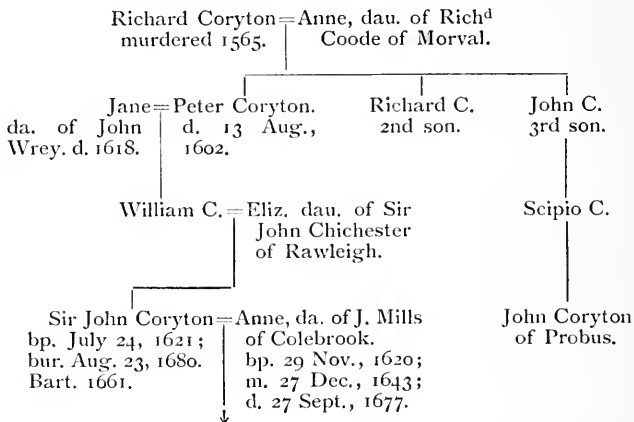 Richard Coryton = Anne, dau. of Richd
murdered 1565. Coode of Morval.
Jane = Peter Coryton. Richard C. John C.
da. of John d. 13 Aug., 2nd son. 3rd son.
Wrey. d. 1618. 1602.
William C. = Eliz. dau. of Sir Scipio C.
John Chichester
of Rawleigh.
Sir John Coryton = Anne, da. of J. Mills John Coryton
bp. July 24, 1621; of Colebrook. of Probus.
bur. Aug. 23, 1680. bp. 29 Nov., 1620;
Bart. 1661. m. 27 Dec., 1643;
d. 27 Sept., 1677.